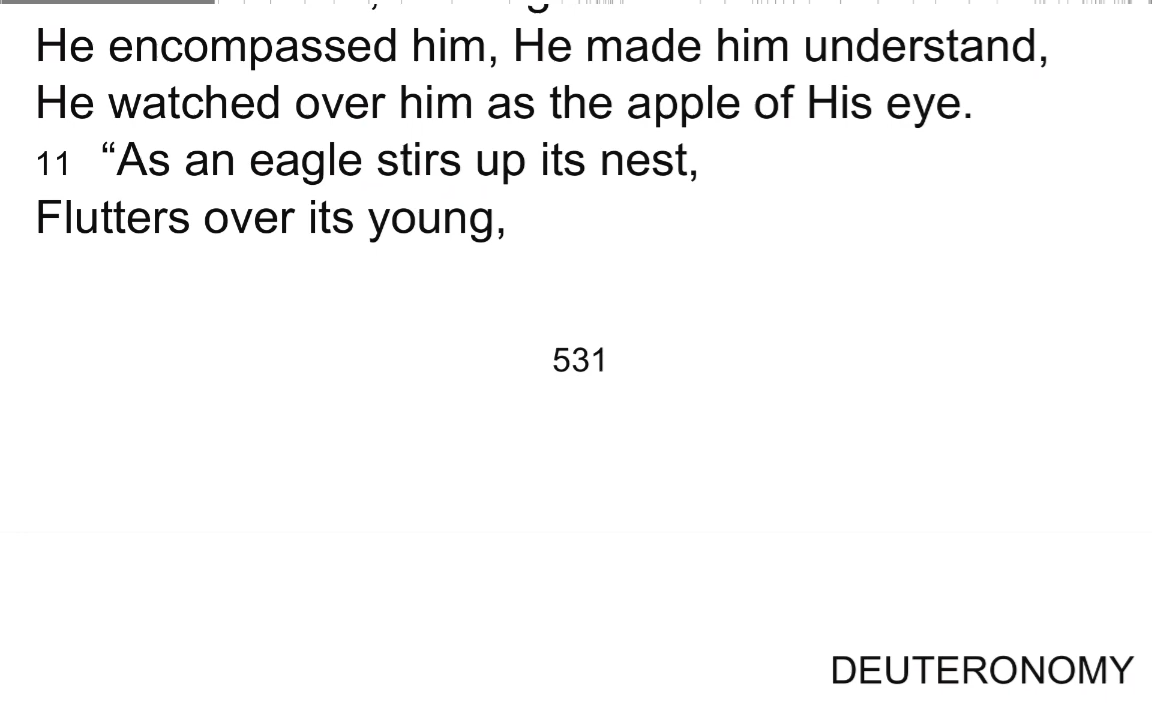 He encompassed him, He made him understand,
He watched over him as the apple of His eye.
11 “As an eagle stirs up its nest,
Flutters over its young,
531
DEUTERONOMY